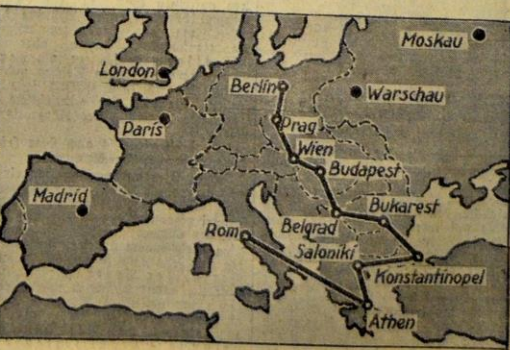 Moskau
London
Berlin
Warschau
Paris
Prag
Wien
Budapest
Madrid
Bukarest
Belgrad
Rom
Saloniki
Konstantinopel
Athen